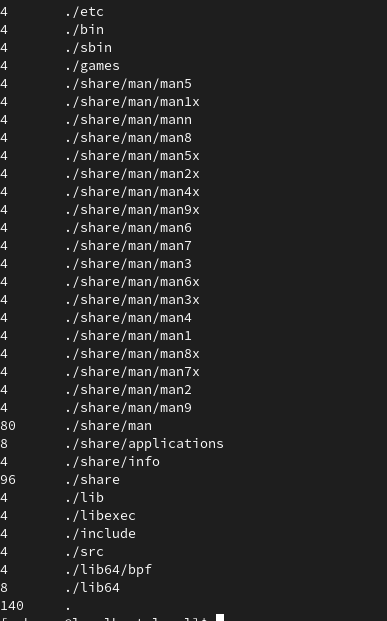 4 ./etc
4 ./bin
4 ./sbin
4 ./games
4 ./share/man/man5
4 ./share/man/man1x
4 ./share/man/mann
4 ./share/man/man8
4 ./share/man/man5x
4 ./share/man/man2x
4 ./share/man/man4x
4 ./share/man/man9x
4 ./share/man/man6
4 ./share/man/man7
4 ./share/man/man3
4 ./share/man/man6x
4 ./share/man/man3x
4 ./share/man/man4
4 ./share/man/man1
4 ./share/man/man8x
4 ./share/man/man7x
4 ./share/man/man2
4 ./share/man/man9
80 ./share/man
8 ./share/applications
4 ./share/info
96 ./share
4 ./lib
4 ./libexec
4 ./include
4 ./src
4 ./lib64/bpf
8 ./lib64
140 .